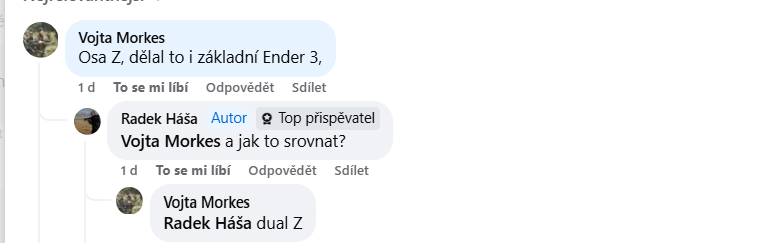 Vojta Morkes
Osa Z, dělal to i základní Ender 3,
1 d To se mi líbí Odpovědět Sdílet
Radek Háša Autor Top přispěvatel
Vojta Morkes a jak to srovnat?
1 d To se mi líbí Odpovědět Sdílet
Vojta Morkes
Radek Háša dual Z